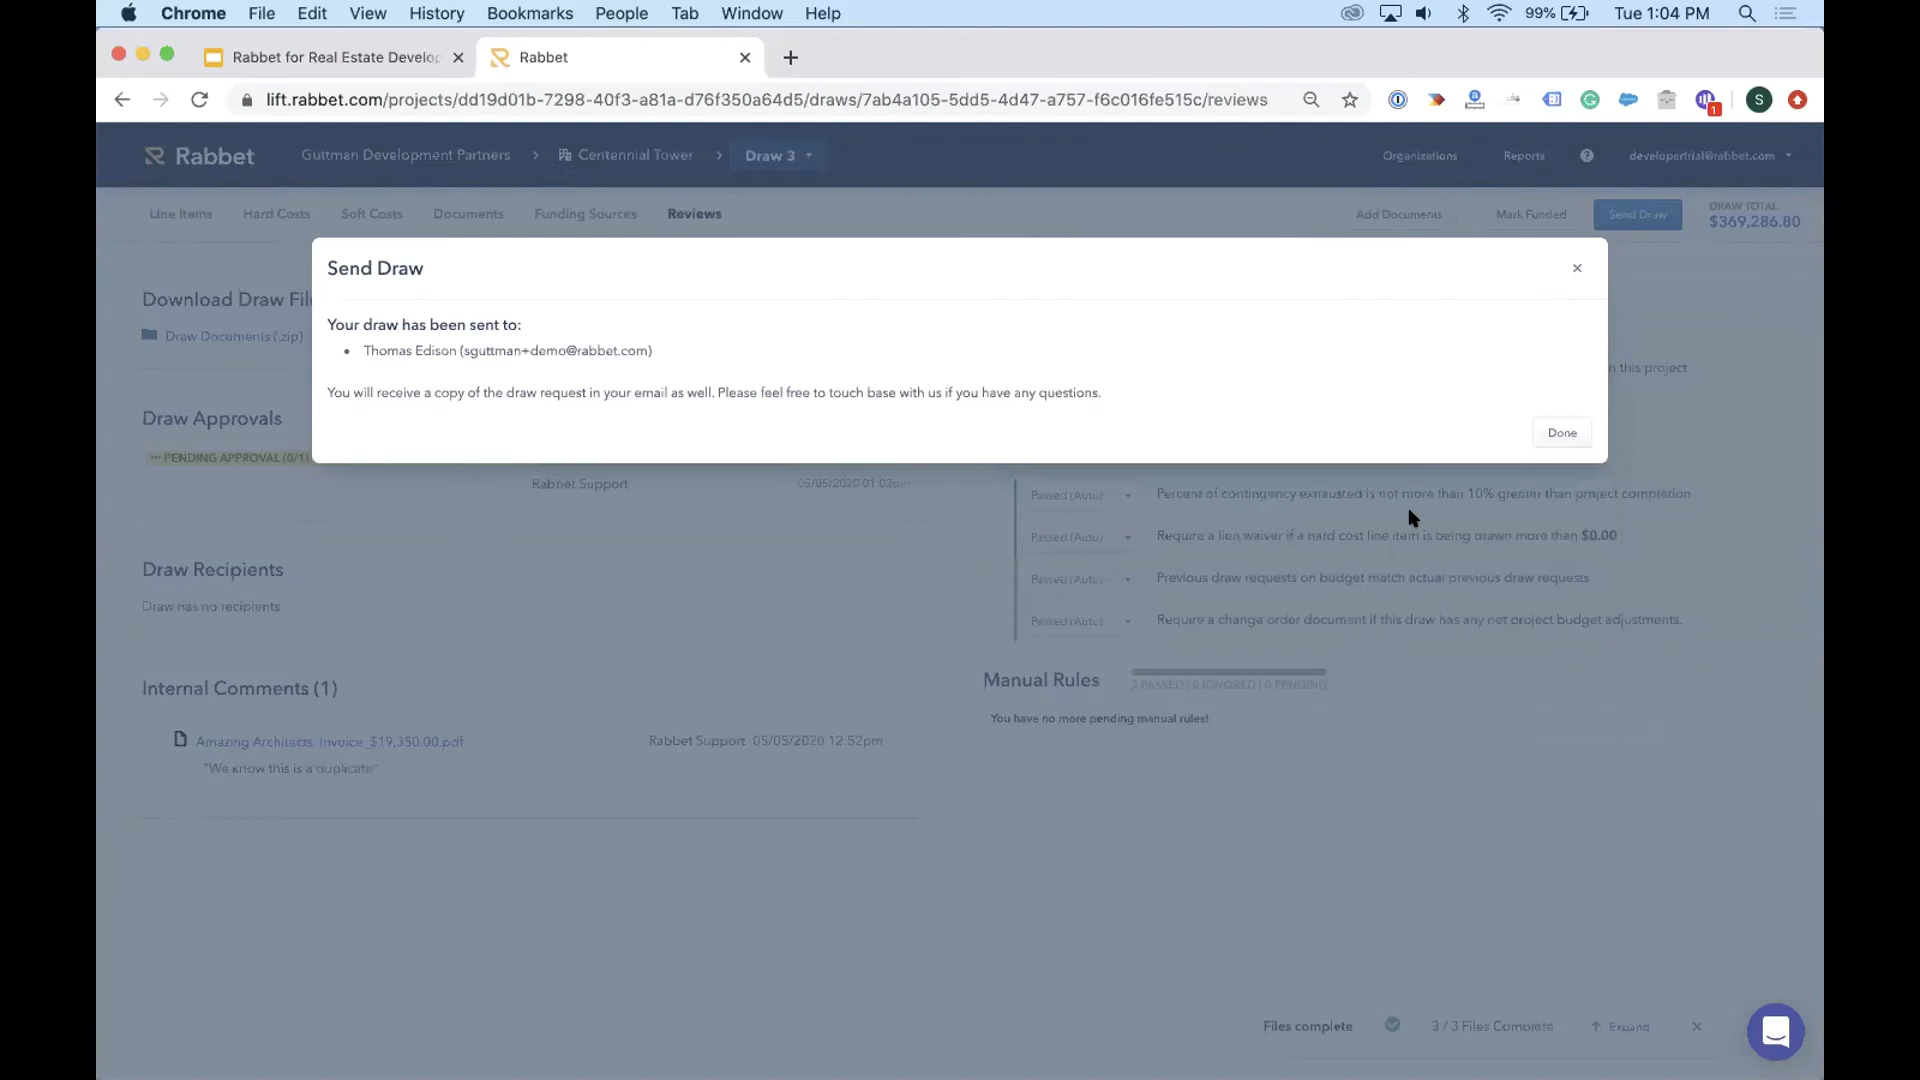 Chrome File Edit View History Bookmarks People Tab Window Help 99% Tue 1:04 PM
Rabbet for Real Estate Develop Rabbet
lift.rabbet.com/projects/dd19d01b-7298-40f3-a81a-d76f350a64d5/draws/7ab4a105-5dd5-4d47-a757-f6c016fe515c/reviews S 1
Rabbet Guttman Development Partners > Centennial Tower > Draw 3 Organizations Reports ? developertrial@rabbet.com
Line Items Hard Costs Soft Costs Documents Funding Sources Reviews Add Documents Mark Funded Send Draw DRAW TOTAL
$369,286.80
Send Draw
Download Draw Fil
Your draw has been sent to:
Draw Documents (.zip)
• Thomas Edison (sguttman+demo@rabbet.com)
n this project
You will receive a copy of the draw request in your email as well. Please feel free to touch base with us if you have any questions.
Draw Approvals
Done
PENDING APPROVAL (0/1)
Rabbet Support 05/05/2020 01:02pm
Passed (Auto) Percent of contingency exhausted is not more than 10% greater than project completion
Passed (Auto) Require a lien waiver if a hard cost line item is being drawn more than $0.00
Draw Recipients
Passed (Auto) Previous draw requests on budget match actual previous draw requests
Draw has no recipients
Passed (Auto) Require a change order document if this draw has any net project budget adjustments.
Internal Comments (1)
Manual Rules
PASSED | 0 IGNORED | 0 PENDING
You have no more pending manual rules!
Amazing Architects_Invoice_$19,350.00.pdf Rabbet Support 05/05/2020 12:52pm
"We know this is a duplicate"
Files complete 3 / 3 Files Complete Expand